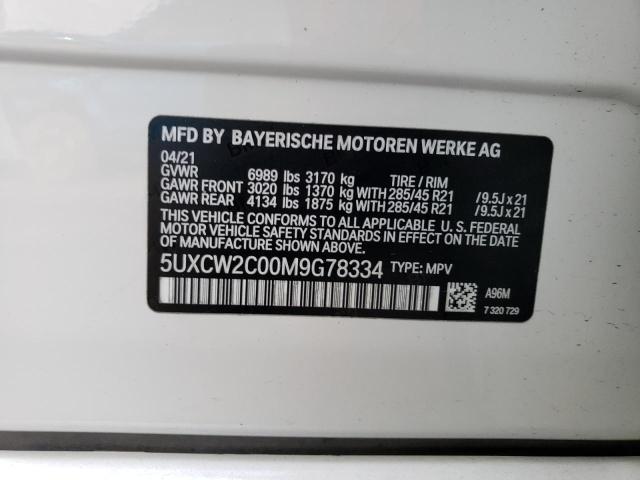 MFD BY BAYERISCHE MOTOREN WERKE AG
04/21
GVWR 6989 lbs 3170 kg TIRE / RIM
GAWR FRONT 3020 lbs 1370 kg WITH 285/45 R21 /9.5J x 21
GAWR REAR 4134 lbs 1875 kg WITH 285/45 R21 /9.5J x 21
THIS VEHICLE CONFORMS TO ALL APPLICABLE U. S. FEDERAL
MOTOR VEHICLE SAFETY STANDARDS IN EFFECT ON THE DATE OF
MANUFACTURE SHOWN ABOVE.
5UXCW2C00M9G78334 TYPE: MPV
A96M
7 320 729